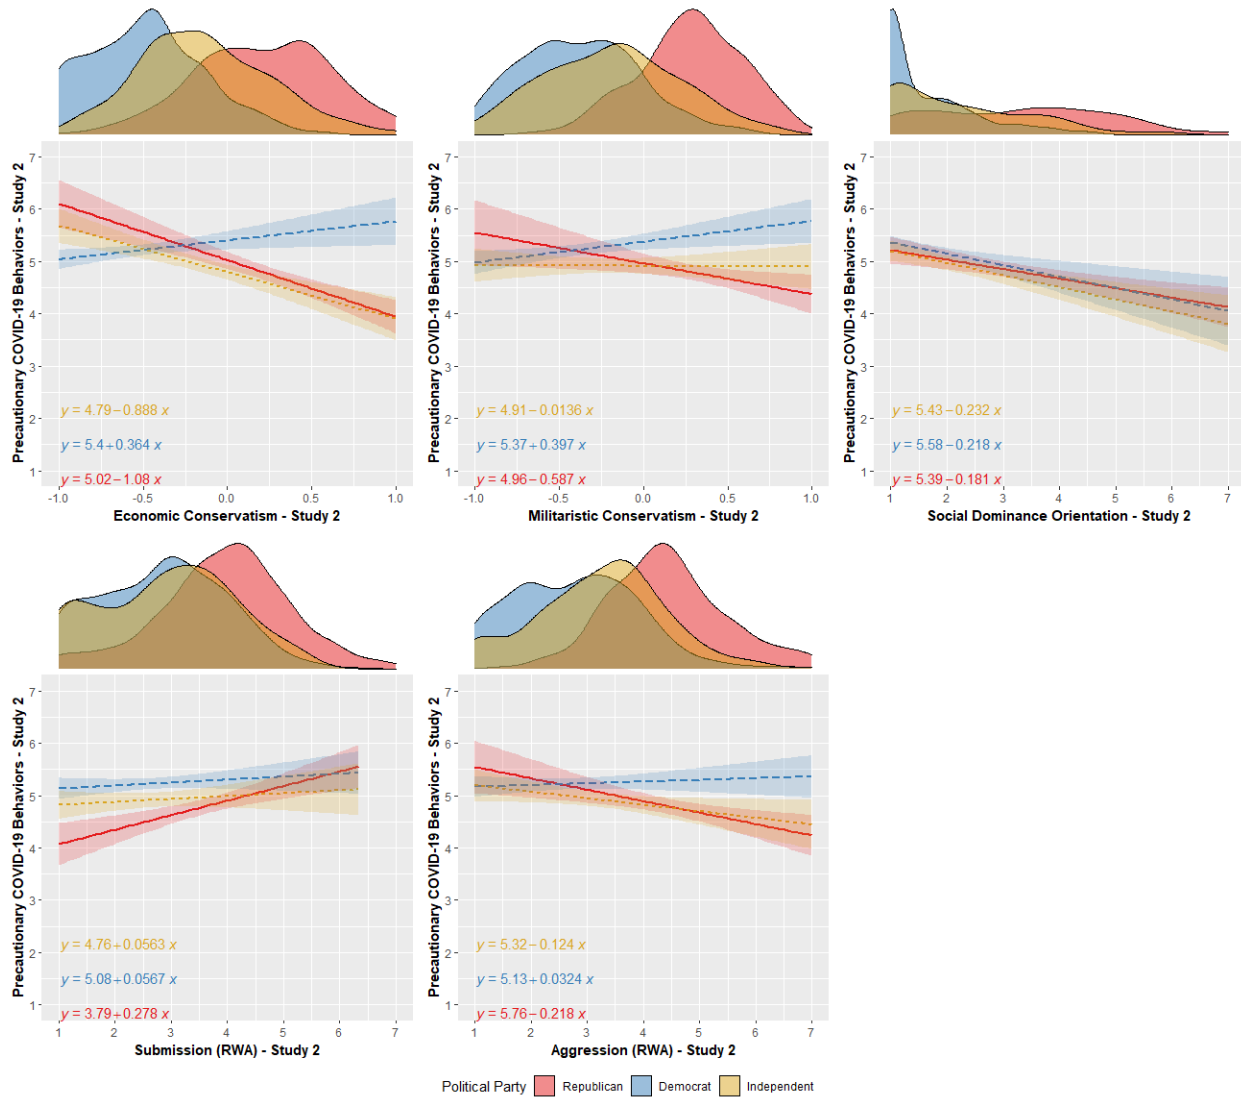 Precautionary COVID-19 Behaviors - Study 2
7
6
5
4
3
2
1
y = 4.79 − 0.888 x
y = 5.4 + 0.364 x
y = 5.02 − 1.08 x
-1.0 -0.5 0.0 0.5 1.0
Economic Conservatism - Study 2
Precautionary COVID-19 Behaviors - Study 2
7
6
5
4
3
2
1
y = 4.91 − 0.0136 x
y = 5.37 + 0.397 x
y = 4.96 − 0.587 x
-1.0 -0.5 0.0 0.5 1.0
Militaristic Conservatism - Study 2
Precautionary COVID-19 Behaviors - Study 2
7
6
5
4
3
2
1
y = 5.43 − 0.232 x
y = 5.58 − 0.218 x
y = 5.39 − 0.181 x
1 2 3 4 5 6 7
Social Dominance Orientation - Study 2
Precautionary COVID-19 Behaviors - Study 2
7
6
5
4
3
2
1
y = 4.76 + 0.0563 x
y = 5.08 + 0.0567 x
y = 3.79 + 0.278 x
1 2 3 4 5 6 7
Submission (RWA) - Study 2
Precautionary COVID-19 Behaviors - Study 2
7
6
5
4
3
2
1
y = 5.32 − 0.124 x
y = 5.13 + 0.0324 x
y = 5.76 − 0.218 x
1 2 3 4 5 6 7
Aggression (RWA) - Study 2
Political Party Republican Democrat Independent